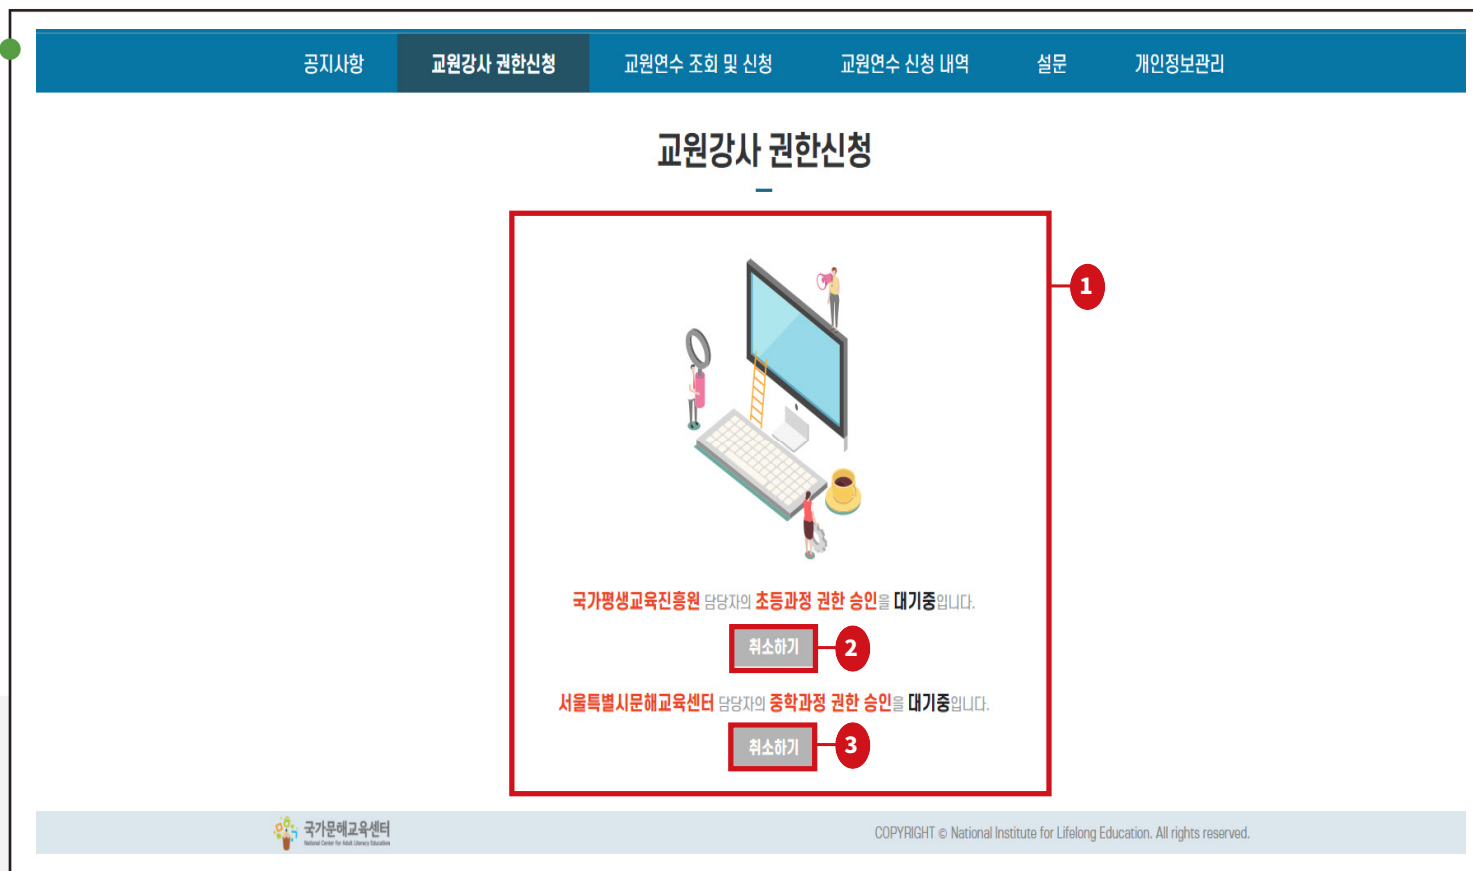 공지사항 교원강사 권한신청 교원연수 조회 및 신청 교원연수 신청 내역 설문 개인정보관리
교원강사 권한신청
1
국가평생교육진흥원 담당자의 초등과정 권한 승인을 대기중입니다.
취소하기 2
서울특별시문해교육센터 담당자의 중학과정 권한 승인을 대기중입니다.
취소하기 3
국가문해교육센터
National Center for Adult Literacy Education
COPYRIGHT © National Institute for Lifelong Education. All rights reserved.